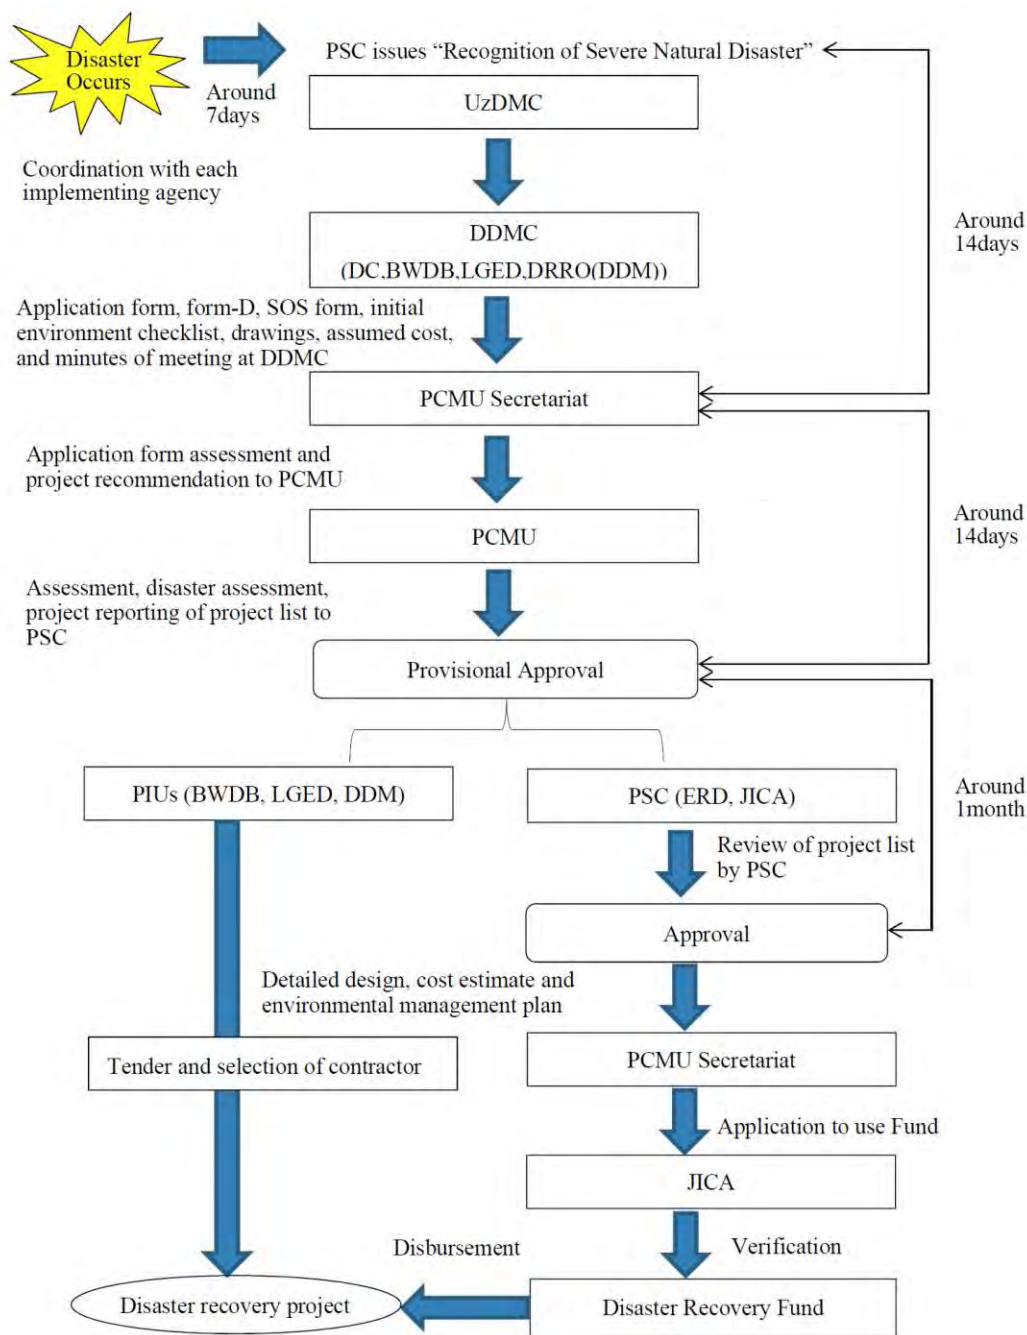 Disaster
Occurs
Around
7days
PSC issues “Recognition of Severe Natural Disaster”
UzDMC
Coordination with each
implementing agency
DDMC
(DC,BWDB,LGED,DRRO(DDM))
Around
14days
Application form, form-D, SOS form, initial
environment checklist, drawings, assumed cost,
and minutes of meeting at DDMC
PCMU Secretariat
Application form assessment and
project recommendation to PCMU
PCMU
Around
14days
Assessment, disaster assessment,
project reporting of project list to
PSC
Provisional Approval
PIUs (BWDB, LGED, DDM)
PSC (ERD, JICA)
Around
1month
Review of project list
by PSC
Approval
Detailed design, cost estimate and
environmental management plan
Tender and selection of contractor
PCMU Secretariat
Application to use Fund
JICA
Disbursement
Verification
Disaster recovery project
Disaster Recovery Fund